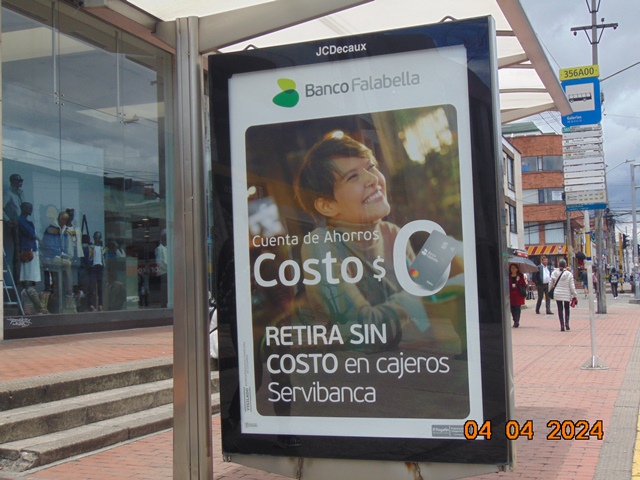 JCDecaux
Banco Falabella
Cuenta de Ahorros
Costo $ 0
RETIRA SIN
COSTO en cajeros
Servibanca
356A00
04 04 2024